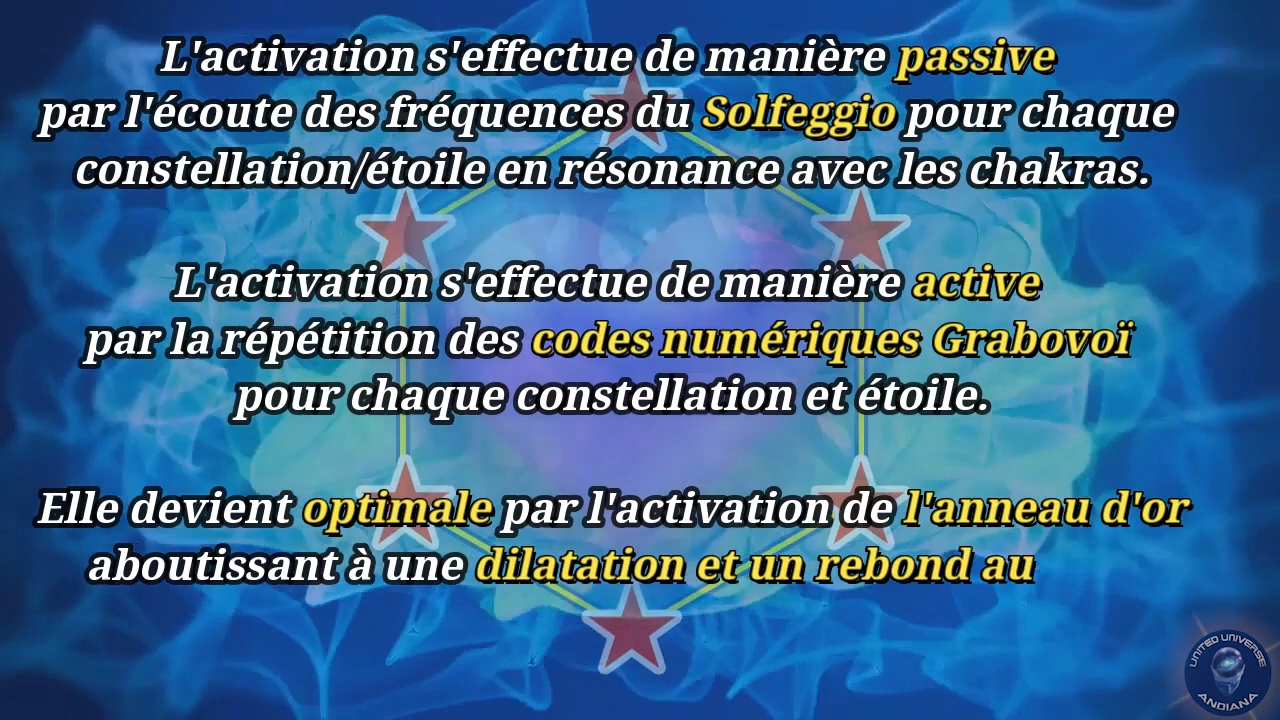 L'activation s'effectue de manière passive
par l'écoute des fréquences du Solfeggio pour chaque
constellation/étoile en résonance avec les chakras.
L'activation s'effectue de manière active
par la répétition des codes numériques Grabovoï
pour chaque constellation et étoile.
Elle devient optimale par l'activation de l'anneau d'or
aboutissant à une dilatation et un rebond au
UNITED UNIVERSE
ANDIANA